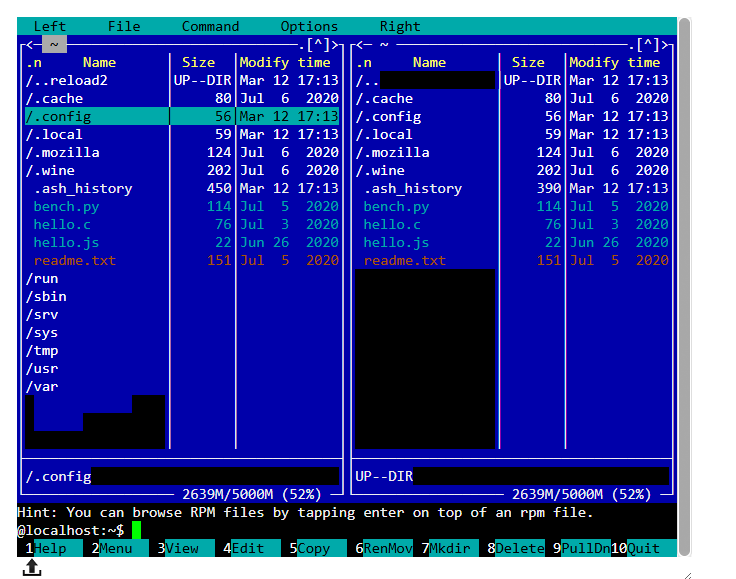 Left File Command Options Right
<─ ~ ─.[^]>
<─ ~ ─.[^]>
.n Name Size Modify time .n Name Size Modify time
/..reload2 UP--DIR Mar 12 17:13 /.. UP--DIR Mar 12 17:13
/.cache 80 Jul 6 2020 /.cache 80 Jul 6 2020
/.config 56 Mar 12 17:13 /.config 56 Mar 12 17:13
/.local 59 Mar 12 17:13 /.local 59 Mar 12 17:13
/.mozilla 124 Jul 6 2020 /.mozilla 124 Jul 6 2020
/.wine 202 Jul 6 2020 /.wine 202 Jul 6 2020
.ash_history 450 Mar 12 17:13 .ash_history 390 Mar 12 17:13
bench.py 114 Jul 5 2020 bench.py 114 Jul 5 2020
hello.c 76 Jul 3 2020 hello.c 76 Jul 3 2020
hello.js 22 Jun 26 2020 hello.js 22 Jun 26 2020
readme.txt 151 Jul 5 2020 readme.txt 151 Jul 5 2020
/run
/sbin
/srv
/sys
/tmp
/usr
/var
/.config UP--DIR
2639M/5000M (52%) 2639M/5000M (52%)
Hint: You can browse RPM files by tapping enter on top of an rpm file.
@localhost:~$
1Help 2Menu 3View 4Edit 5Copy 6RenMov 7Mkdir 8Delete 9PullDn 10Quit